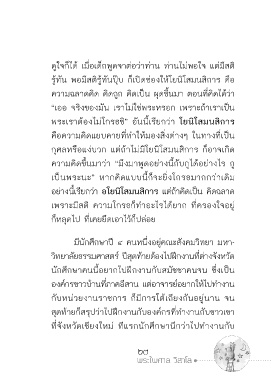 ดูใจก็ได้ เมื่อเด็กพูดจาต่อว่าท่าน ท่านไม่พอใจ แต่มีสติ
รู้ทัน พอมีสติรู้ทันปุ๊บ ก็เปิดช่องให้โยนิโสมนสิการ คือ
ความฉลาดคิด คิดถูก คิดเป็น ผุดขึ้นมา ตอนที่คิดได้ว่า
“เออ จริงของมัน เราไม่ใช่พระทรอก เพราะถ้าเราเป็น
พระเราต้องไม่โกรธซิ” อันนี้เรียกว่า โยนิโสมนสิการ
คือความคิดแยบคายที่ทำให้มองสิ่งต่างๆ ในทางที่เป็น
กุศลหรือแง่บวก แต่ถ้าไม่มีโยนิโสมนสิการ ก็อาจเกิด
ความคิดขึ้นมาว่า “มึงมาพูดอย่างนี้กับกูได้อย่างไร กู
เป็นพระนะ” หากคิดแบบนี้ก็จะยิ่งโกรธมากกว่าเดิม
อย่างนี้เรียกว่า อโยนิโสมนสิการ แต่ถ้าคิดเป็น คิดฉลาด
เพราะมีสติ ความโกรธก็ทำอะไรไม่ได้ยาก ที่ครองใจอยู่
ก็หลุดไป ที่เคยยึดเอาไว้ก็ปล่อย
มีนักศึกษาปี ๔ คนหนึ่งอยู่คณะสังคมวิทยา มหา-
วิทยาลัยธรรมศาสตร์ ปีสุดท้ายต้องไปฝึกงานที่ต่างจังหวัด
นักศึกษาคนนี้อยากไปฝึกงานกับสมัชชาคนจน ซึ่งเป็น
องค์กรชาวบ้านที่ภาคอีสาน แต่อาจารย์อยากให้ไปทำงาน
กับหน่วยงานราชการ ก็มีการโต้เถียงกันอยู่นาน จน
สุดท้ายก็สรุปว่าไปฝึกงานกับองค์กรที่ทำงานกับชาวเขา
ที่จังหวัดเชียงใหม่ ทีแรกนักศึกษานึกว่าไปทำงานกับ
๒๘
พระไพศาล วิสาโล